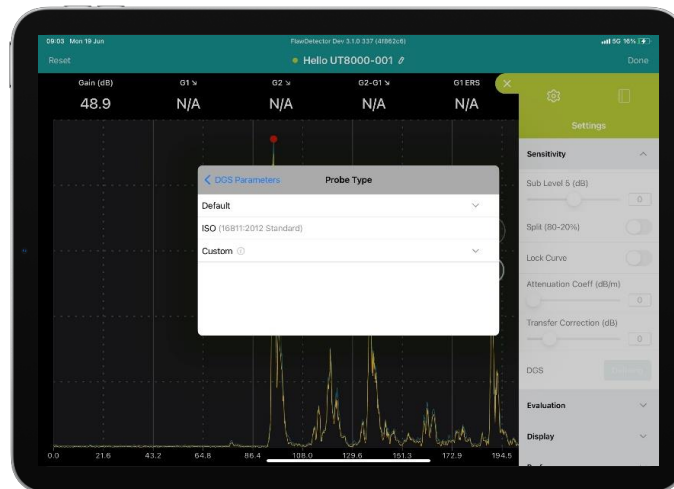 09:03 Mon 19 Jun FlawDetector Dev 3.1.0 337 (41862c6) 5G 16%
Reset Hello UT8000-001 Done
Gain (dB) G1 G2 G2-G1 G1 ERS
48.9 N/A N/A N/A N/A
Settings
Sensitivity
Sub Level 5 (dB)
0
Split (80-20%)
Lock Curve
Attenuation Coeff (dB/m)
0
Transfer Correction (dB)
0
DGS
Evaluation
Display
DGS Parameters Probe Type
Default
ISO (16811:2012 Standard)
Custom
0.0 21.6 43.2 64.8 86.4 108.0 129.6 151.3 172.9 194.5